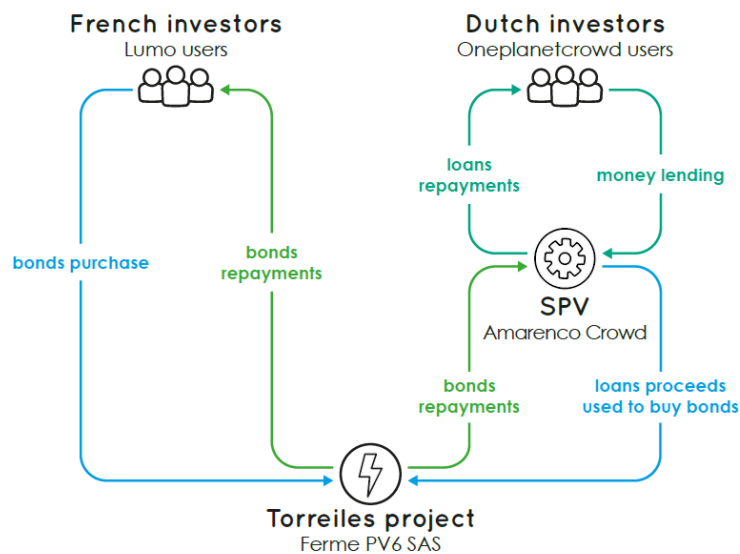 French investors
Lumo users
Dutch investors
Oneplanetcrowd users
loans
repayments
money lending
bonds purchase
bonds
repayments
SPV
Amarenco Crowd
bonds
repayments
loans proceeds
used to buy bonds
Torreiles project
Ferme PV6 SAS